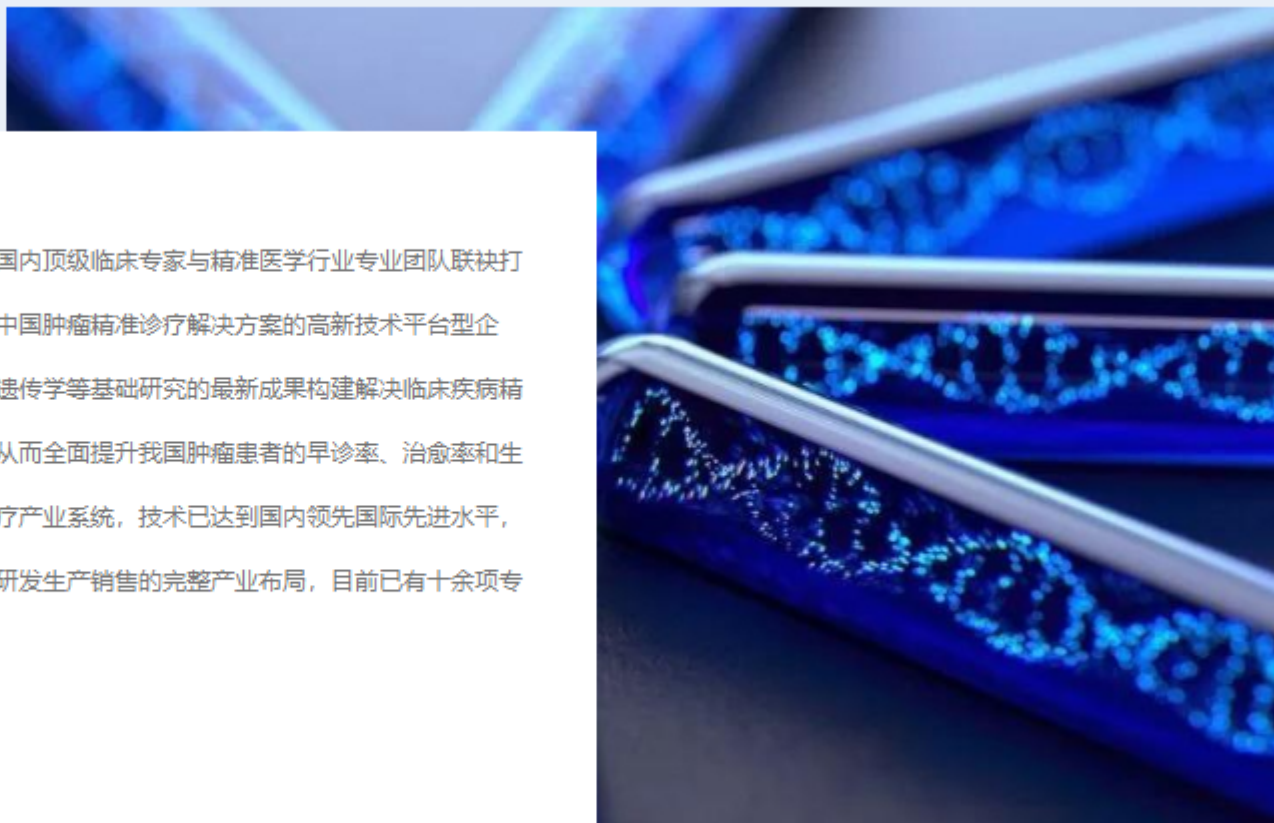 国内顶级临床专家与精准医学行业专业团队联袂打
中国肿瘤精准诊疗解决方案的高新技术平台型企
遗传学等基础研究的最新成果构建解决临床疾病精
从而全面提升我国肿瘤患者的早诊率、治愈率和生
疗产业系统，技术已达到国内领先国际先进水平，
研发生产销售的完整产业布局，目前已有十余项专